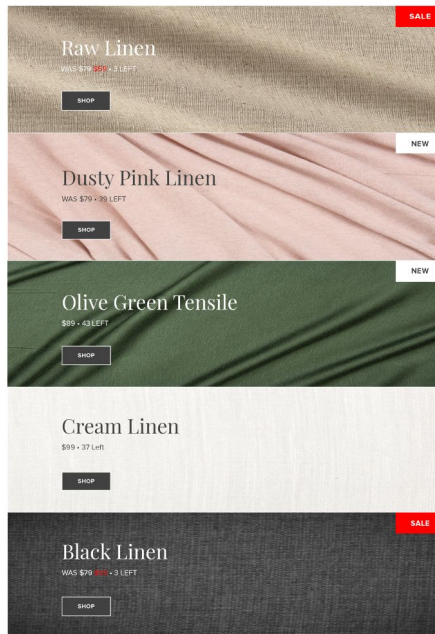 SALE
Raw Linen
WAS $79 $59 • 3 LEFT
SHOP
NEW
Dusty Pink Linen
WAS $79 • 39 LEFT
SHOP
NEW
Olive Green Tensile
$89 • 43 LEFT
SHOP
Cream Linen
$99 • 37 Left
SHOP
SALE
Black Linen
WAS $79 • 3 LEFT
SHOP